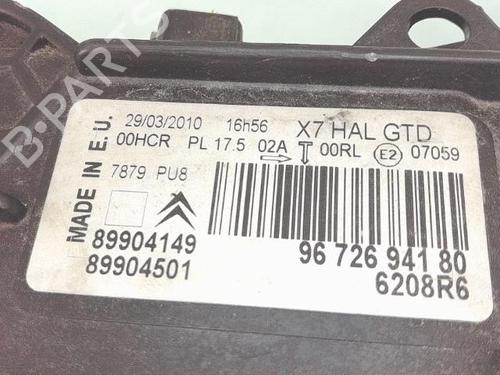 B-PARTS
29/03/2010 16h56 X7 HAL GTD
00HCR PL 17.5 02A 00RL E2 07059
7879 PU8
MADE IN E.U.
89904149
89904501
96 726 941 80
6208R6